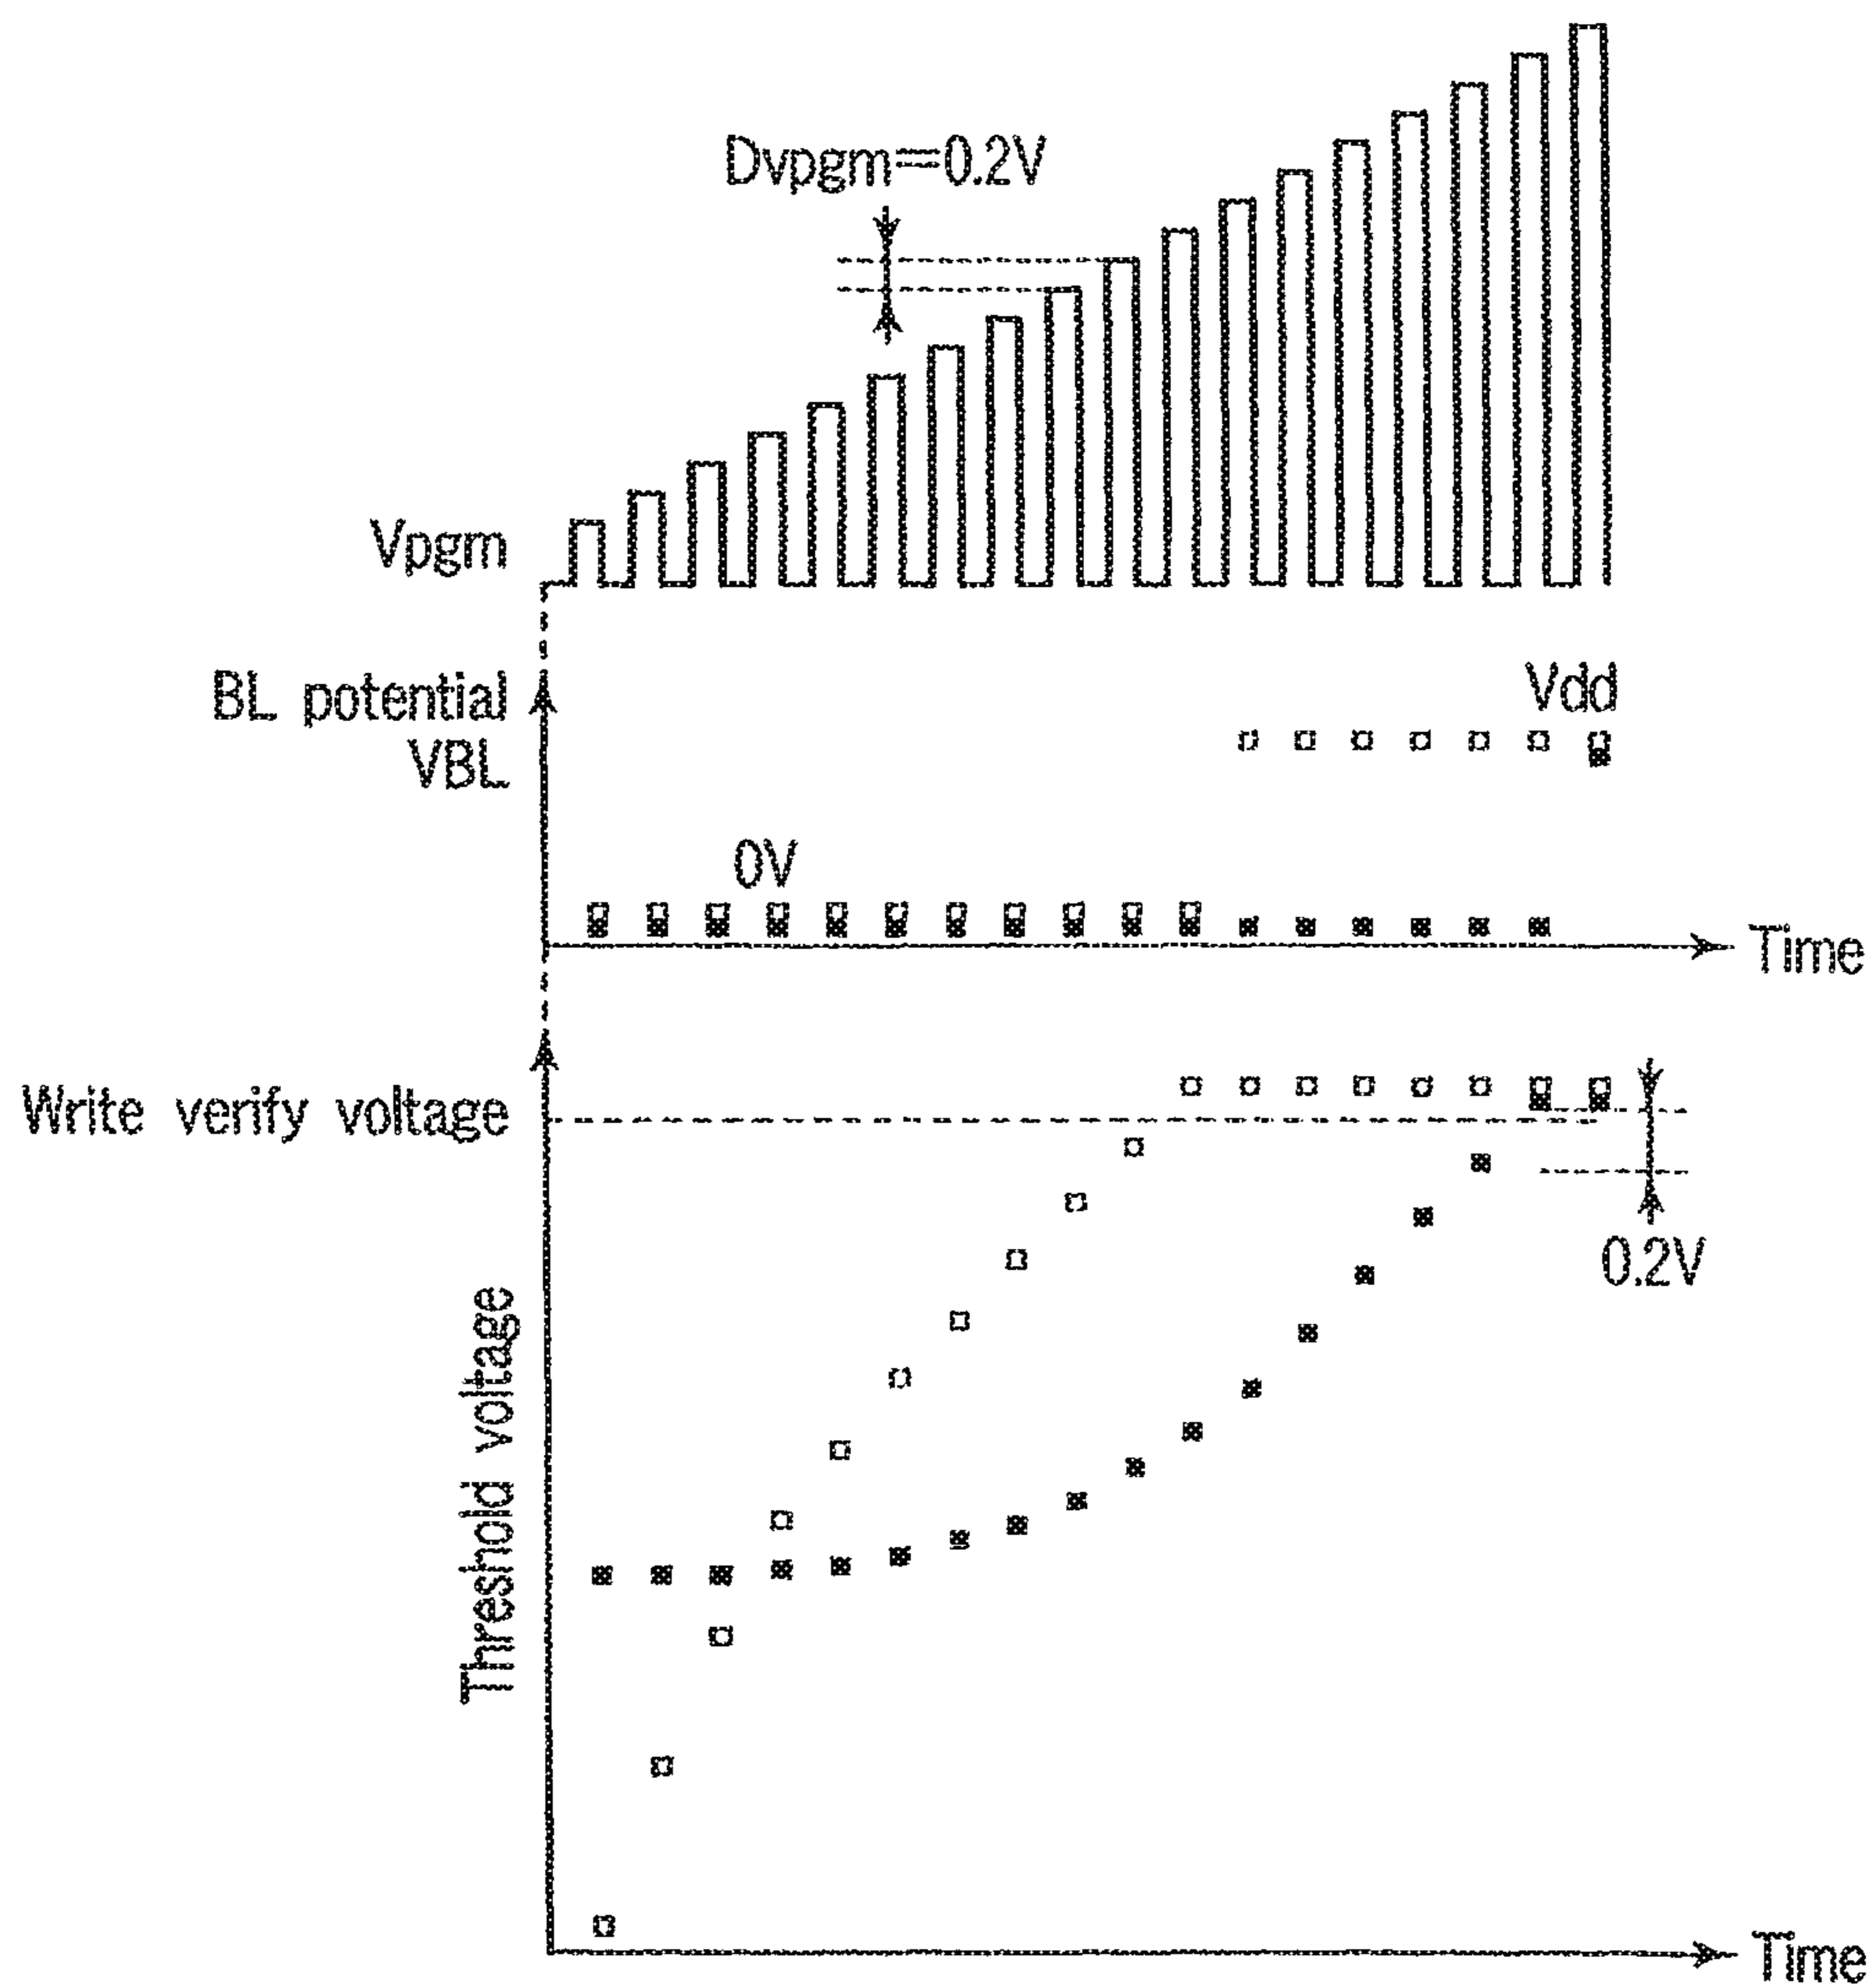 Dvpgm=0.2V
Vpgm
BL potential
VBL
Vdd
0V
Time
Write verify voltage
0.2V
Threshold voltage
Time